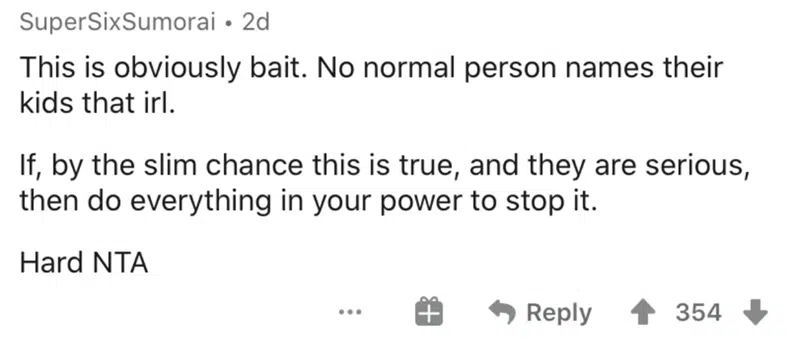 SuperSixSumorai • 2d
This is obviously bait. No normal person names their
kids that irl.
If, by the slim chance this is true, and they are serious,
then do everything in your power to stop it.
Hard NTA
... Reply 354